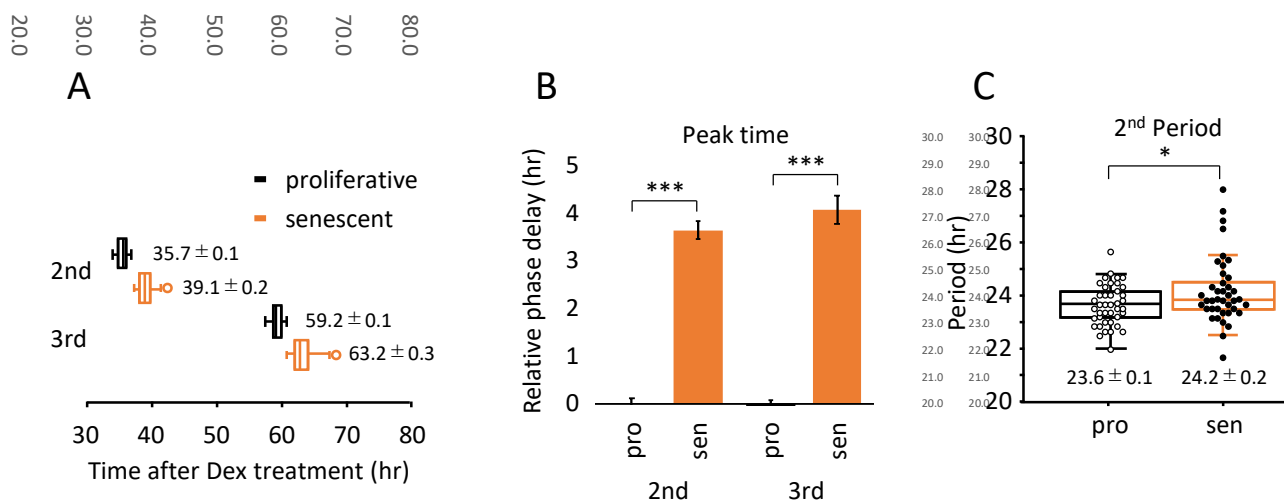 20.0
30.0
40.0
50.0
60.0
70.0
80.0
A
proliferative
senescent
2nd
35.7 ± 0.1
39.1 ± 0.2
3rd
59.2 ± 0.1
63.2 ± 0.3
30 40 50 60 70 80
Time after Dex treatment (hr)
B
Peak time
Relative phase delay (hr)
5
4
3
2
1
0
***
***
pro sen pro sen
2nd 3rd
C
2nd Period
*
Period (hr)
30
28
26
24
22
20
30.0 30.0
29.0 29.0
28.0 28.0
27.0 27.0
26.0 26.0
25.0 25.0
24.0 24.0
23.0 23.0
22.0 22.0
21.0 21.0
20.0 20.0
23.6 ± 0.1 24.2 ± 0.2
pro sen